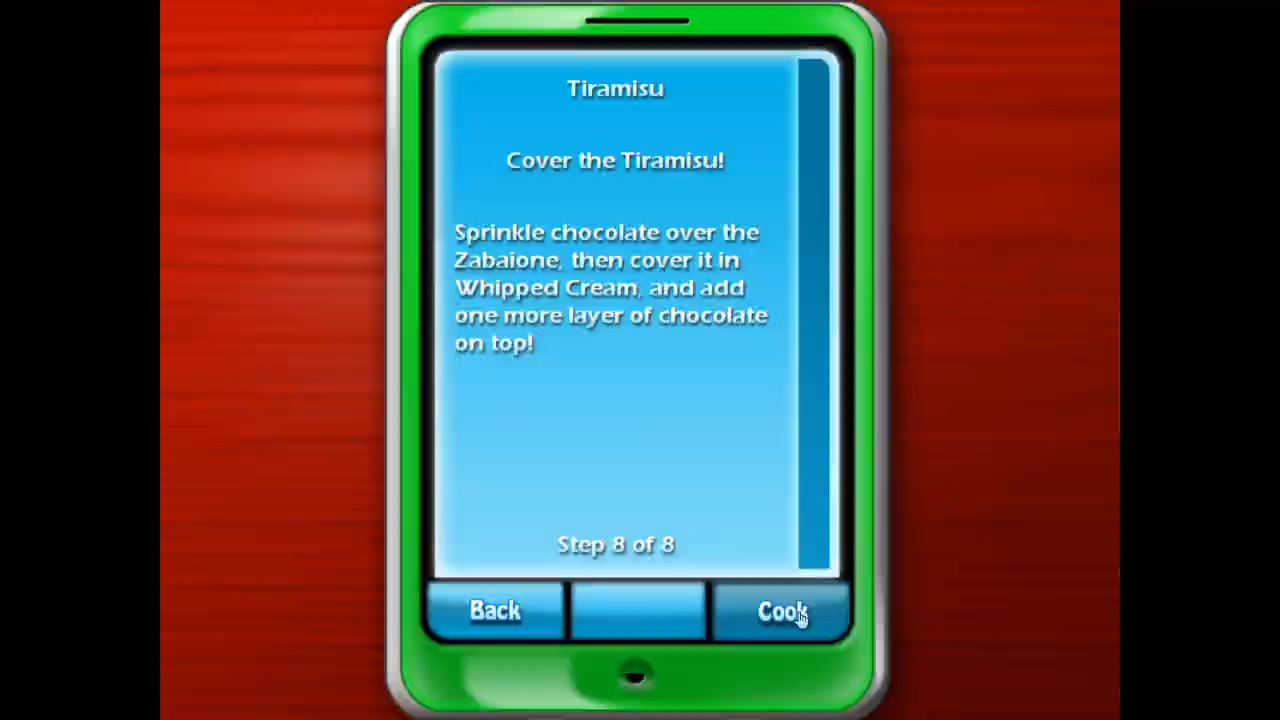 Tiramisu
Cover the Tiramisu!
Sprinkle chocolate over the
Zabaione, then cover it in
Whipped Cream, and add
one more layer of chocolate
on top!
Step 8 of 8
Back
Cook